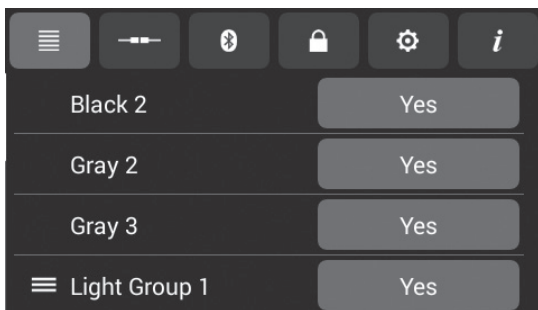 Black 2 Yes
Gray 2 Yes
Gray 3 Yes
Light Group 1 Yes